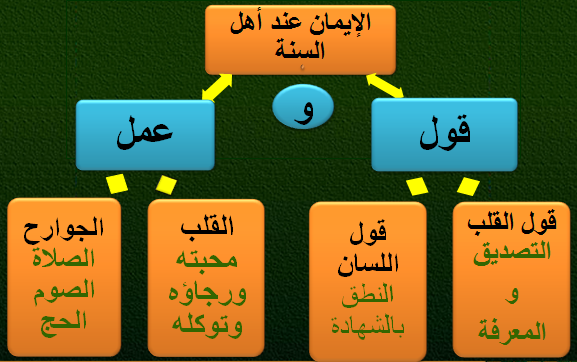 الإيمان عند أهل
السنة
قول
و
عمل
قول القلب
التصديق
و
المعرفة
قول
اللسان
النطق
بالشهادة
القلب
محبته
ورجاؤه
وتوكله
الجوارح
الصلاة
الصوم
الحج